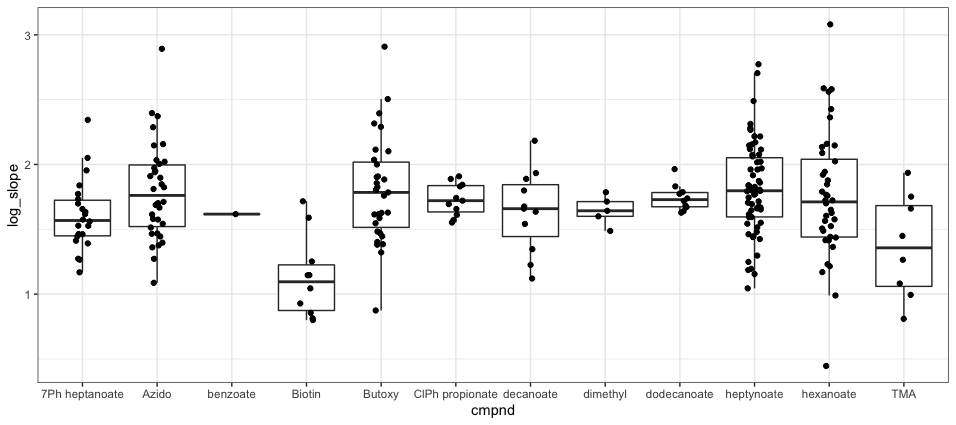 3
2
1
log_slope
7Ph heptanoate Azido benzoate Biotin Butoxy ClPh propionate decanoate dimethyl dodecanoate heptynoate hexanoate TMA
cmpnd